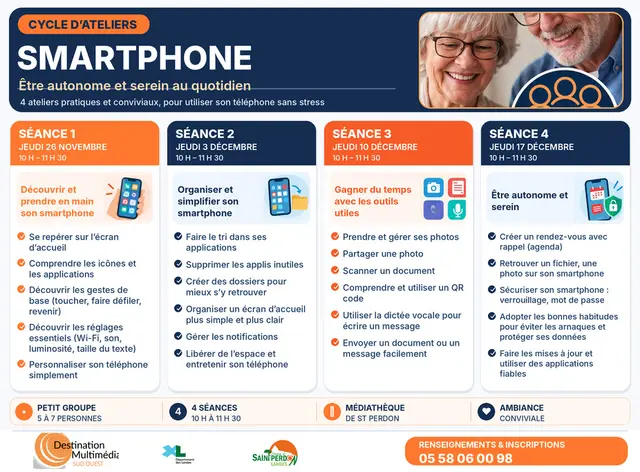 CYCLE D'ATELIERS
SMARTPHONE
Être autonome et serein au quotidien
4 ateliers pratiques et conviviaux, pour utiliser son téléphone sans stress
SÉANCE 1
JEUDI 26 NOVEMBRE
10 H – 11 H 30
Découvrir et
prendre en main
son smartphone
Se repérer sur l'écran
d'accueil
Comprendre les icônes et
les applications
Découvrir les gestes de
base (toucher, faire défiler,
revenir)
Découvrir les réglages
essentiels (Wi-Fi, son,
luminosité, taille du texte)
Personnaliser son téléphone
simplement
SÉANCE 2
JEUDI 3 DÉCEMBRE
10 H – 11 H 30
Organiser et
simplifier son
smartphone
Faire le tri dans ses
applications
Supprimer les applis inutiles
Créer des dossiers pour
mieux s'y retrouver
Organiser un écran d'accueil
plus simple et plus clair
Gérer les notifications
Libérer de l'espace et
entretenir son téléphone
SÉANCE 3
JEUDI 10 DÉCEMBRE
10 H – 11 H 30
Gagner du temps
avec les outils
utiles
Prendre et gérer ses photos
Partager une photo
Scanner un document
Comprendre et utiliser un QR
code
Utiliser la dictée vocale pour
écrire un message
Envoyer un document ou un
message facilement
SÉANCE 4
JEUDI 17 DÉCEMBRE
10 H – 11 H 30
Être autonome et
serein
Créer un rendez-vous avec
rappel (agenda)
Retrouver un fichier, une
photo sur son smartphone
Sécuriser son smartphone :
verrouillage, mot de passe
Adopter les bonnes habitudes
pour éviter les arnaques et
protéger ses données
Faire les mises à jour et
utiliser des applications
fiables
PETIT GROUPE
5 À 7 PERSONNES
4
4 SÉANCES
10 H À 11 H 30
MÉDIATHÈQUE
DE ST PERDON
AMBIANCE
CONVIVIALE
Destination
Multimédia
SUD OUEST
XL
Département
des Landes
SAINT PERDON
LANDES
RENSEIGNEMENTS & INSCRIPTIONS
05 58 06 00 98